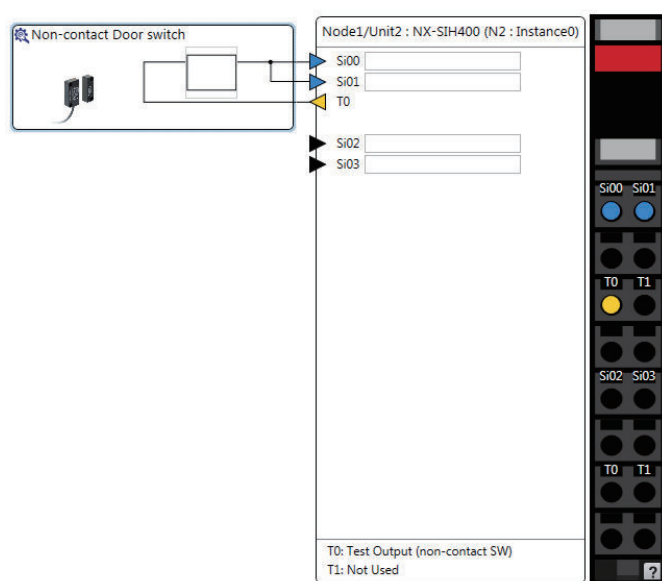 Non-contact Door switch
Node1/Unit2 : NX-SIH400 (N2 : Instance0)
Si00
Si01
T0
Si02
Si03
T0: Test Output (non-contact SW)
T1: Not Used
Si00 Si01
T0 T1
Si02 Si03
T0 T1
?